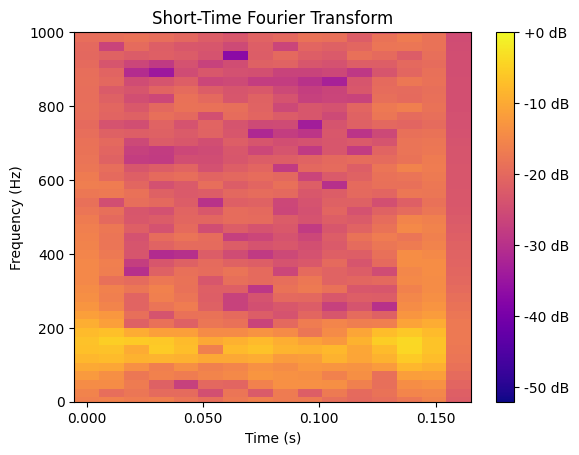 Short-Time Fourier Transform
1000
800
600
400
200
0
Frequency (Hz)
0.000
0.050
0.100
0.150
Time (s)
+0 dB
-10 dB
-20 dB
-30 dB
-40 dB
-50 dB